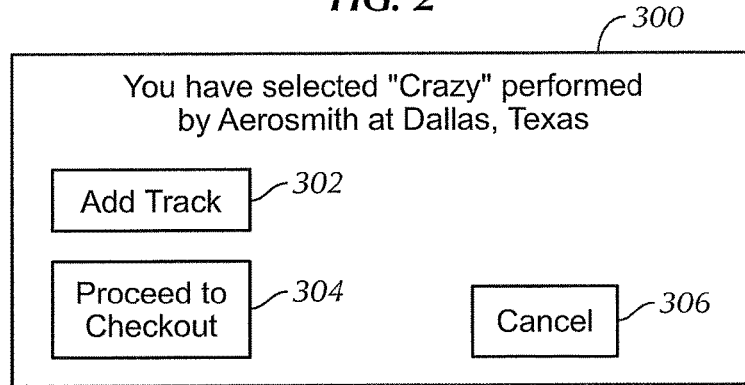 FIG. 2
300
You have selected "Crazy" performed
by Aerosmith at Dallas, Texas
Add Track
302
Proceed to
Checkout
304
Cancel
306